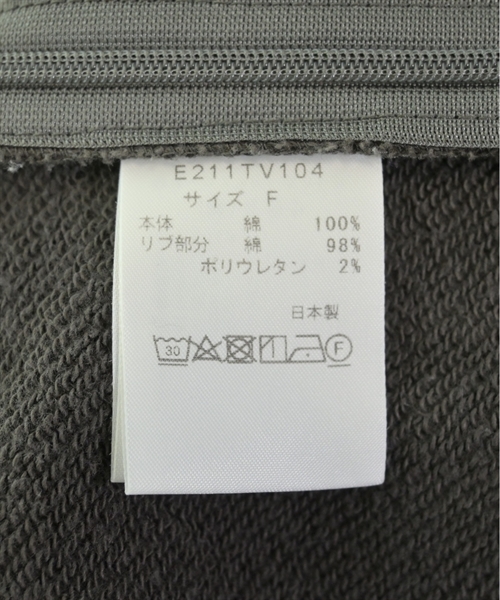 E211TV104
サイズ F
本体 綿 100%
リブ部分 綿 98%
ポリウレタン 2%
日本製
30 F